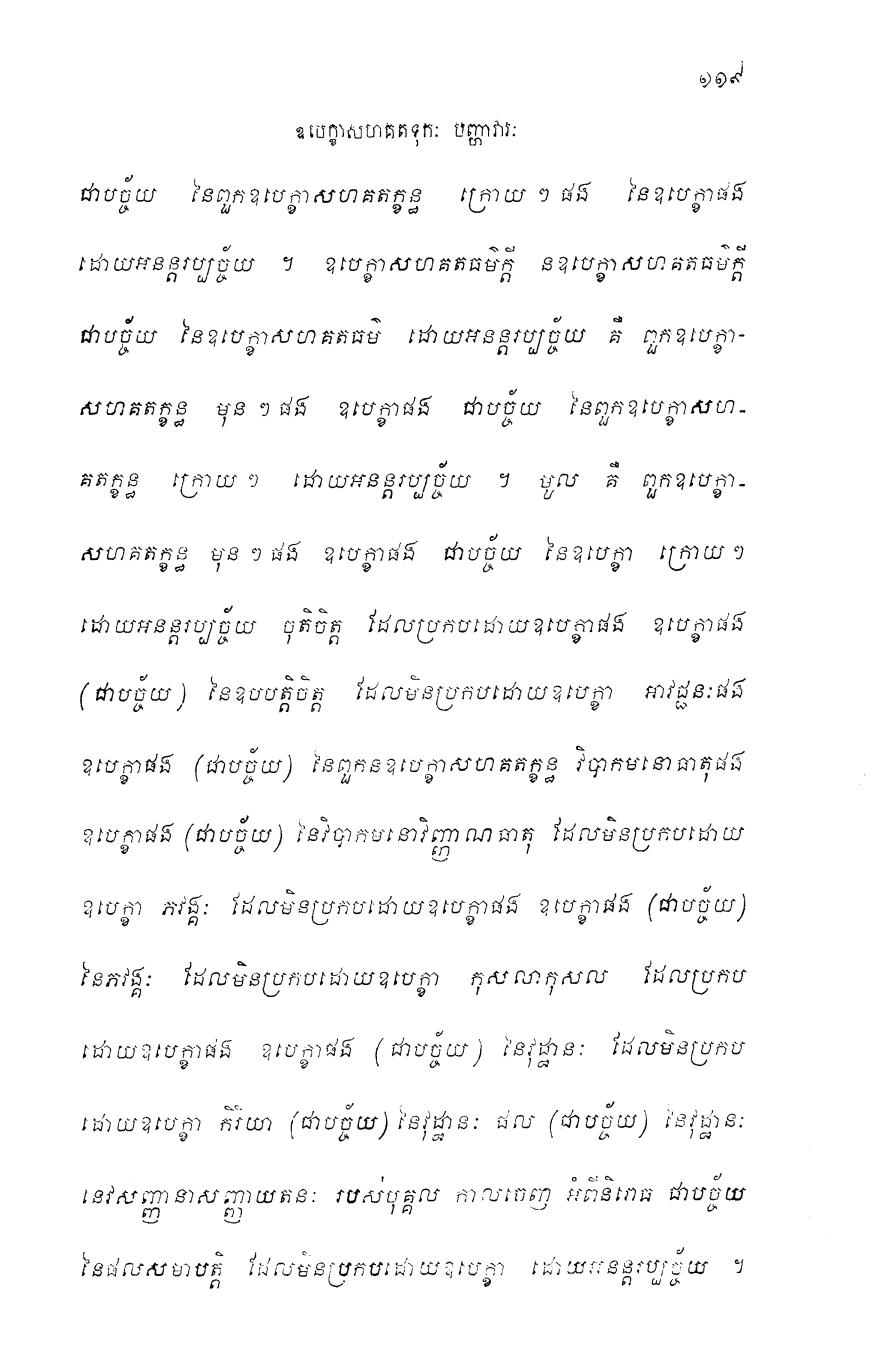 ១១៩
ឧបេក្ខាសហគតទុកៈ បញ្ហាវារៈ
ជាបច្ច័យ នៃពួកឧបេក្ខាសហគតក្ខន្ធ ក្រោយ ៗ ផង នៃឧបេក្ខាផង
ដោយអនន្តរប្បច្ច័យ ។ ឧបេក្ខាសហគតធម៌ក្តី នឧបេក្ខាសហគតធម៌ក្តី
ជាបច្ច័យ នៃឧបេក្ខាសហគតធម៌ ដោយអនន្តរប្បច្ច័យ គឺ ពួកឧបេក្ខា-
សហគតក្ខន្ធ មុន ៗ ផង ឧបេក្ខាផង ជាបច្ច័យ នៃពួកឧបេក្ខាសហ-
គតក្ខន្ធ ក្រោយ ៗ ដោយអនន្តរប្បច្ច័យ ។ មូល គឺ ពួកឧបេក្ខា-
សហគតក្ខន្ធ មុន ៗ ផង ឧបេក្ខាផង ជាបច្ច័យ នៃឧបេក្ខា ក្រោយ ៗ
ដោយអនន្តរប្បច្ច័យ ចុតិចិត្ត ដែលប្រកបដោយឧបេក្ខាផង ឧបេក្ខាផង
(ជាបច្ច័យ) នៃឧបបត្តិចិត្ត ដែលមិនប្រកបដោយឧបេក្ខា អាវជ្ជនៈផង
ឧបេក្ខាផង (ជាបច្ច័យ) នៃពួកនឧបេក្ខាសហគតក្ខន្ធ វិបាកមនោធាតុផង
ឧបេក្ខាផង (ជាបច្ច័យ) នៃវិបាកមនោវិញ្ញាណធាតុ ដែលមិនប្រកបដោយ
ឧបេក្ខា ភវង្គៈ ដែលមិនប្រកបដោយឧបេក្ខាផង ឧបេក្ខាផង (ជាបច្ច័យ)
នៃភវង្គៈ ដែលមិនប្រកបដោយឧបេក្ខា កុសលាកុសល ដែលប្រកប
ដោយឧបេក្ខាផង ឧបេក្ខាផង (ជាបច្ច័យ) នៃវុដ្ឋានៈ ដែលមិនប្រកប
ដោយឧបេក្ខា កិរិយា (ជាបច្ច័យ) នៃវុដ្ឋានៈ ផល (ជាបច្ច័យ) នៃវុដ្ឋានៈ
នេវសញ្ញានាសញ្ញាយតនៈ របស់បុគ្គល កាលចេញ អំពីនិរោធ ជាបច្ច័យ
នៃផលសមាបត្តិ ដែលមិនប្រកបដោយឧបេក្ខា ដោយអនន្តរប្បច្ច័យ ។